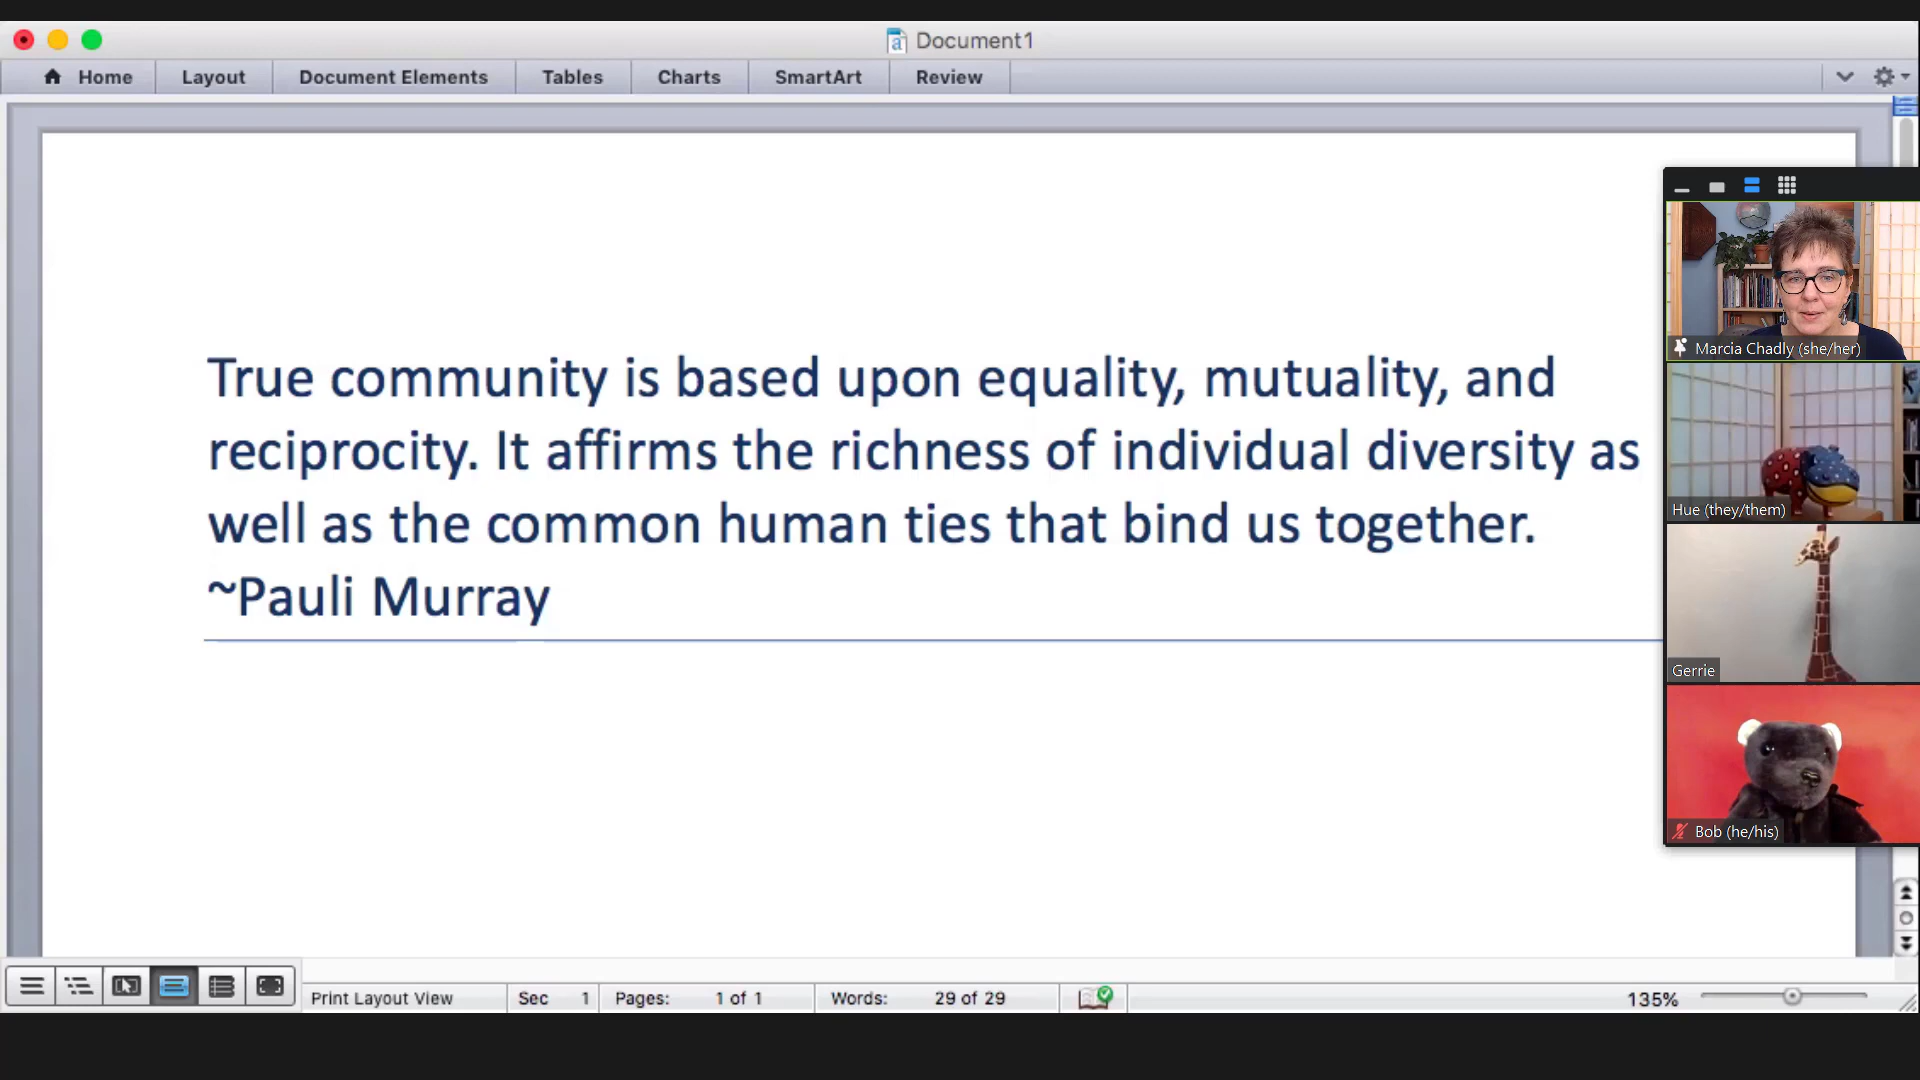 Document1
Home Layout Document Elements Tables Charts SmartArt Review
True community is based upon equality, mutuality, and
reciprocity. It affirms the richness of individual diversity as
well as the common human ties that bind us together.
~Pauli Murray
Marcia Chadly (she/her)
Hue (they/them)
Gerrie
Bob (he/his)
Print Layout View Sec 1 Pages: 1 of 1 Words: 29 of 29 135%